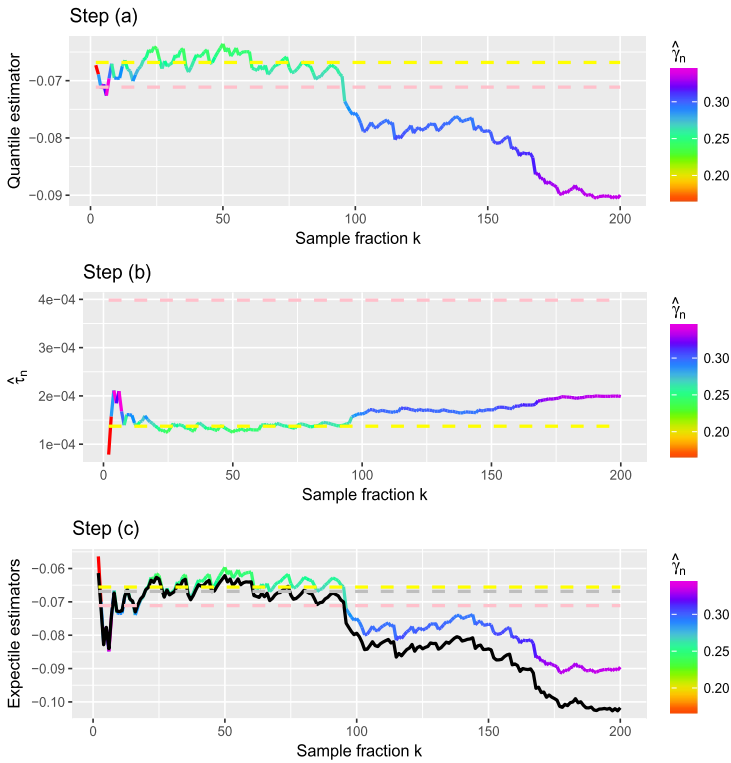 Step (a)
Quantile estimator
−0.07
−0.08
−0.09
0
50
100
150
200
Sample fraction k
γ̂n
0.30
0.25
0.20
Step (b)
τ̂n
4e−04
3e−04
2e−04
1e−04
0
50
100
150
200
Sample fraction k
γ̂n
0.30
0.25
0.20
Step (c)
Expectile estimators
−0.06
−0.07
−0.08
−0.09
−0.10
0
50
100
150
200
Sample fraction k
γ̂n
0.30
0.25
0.20